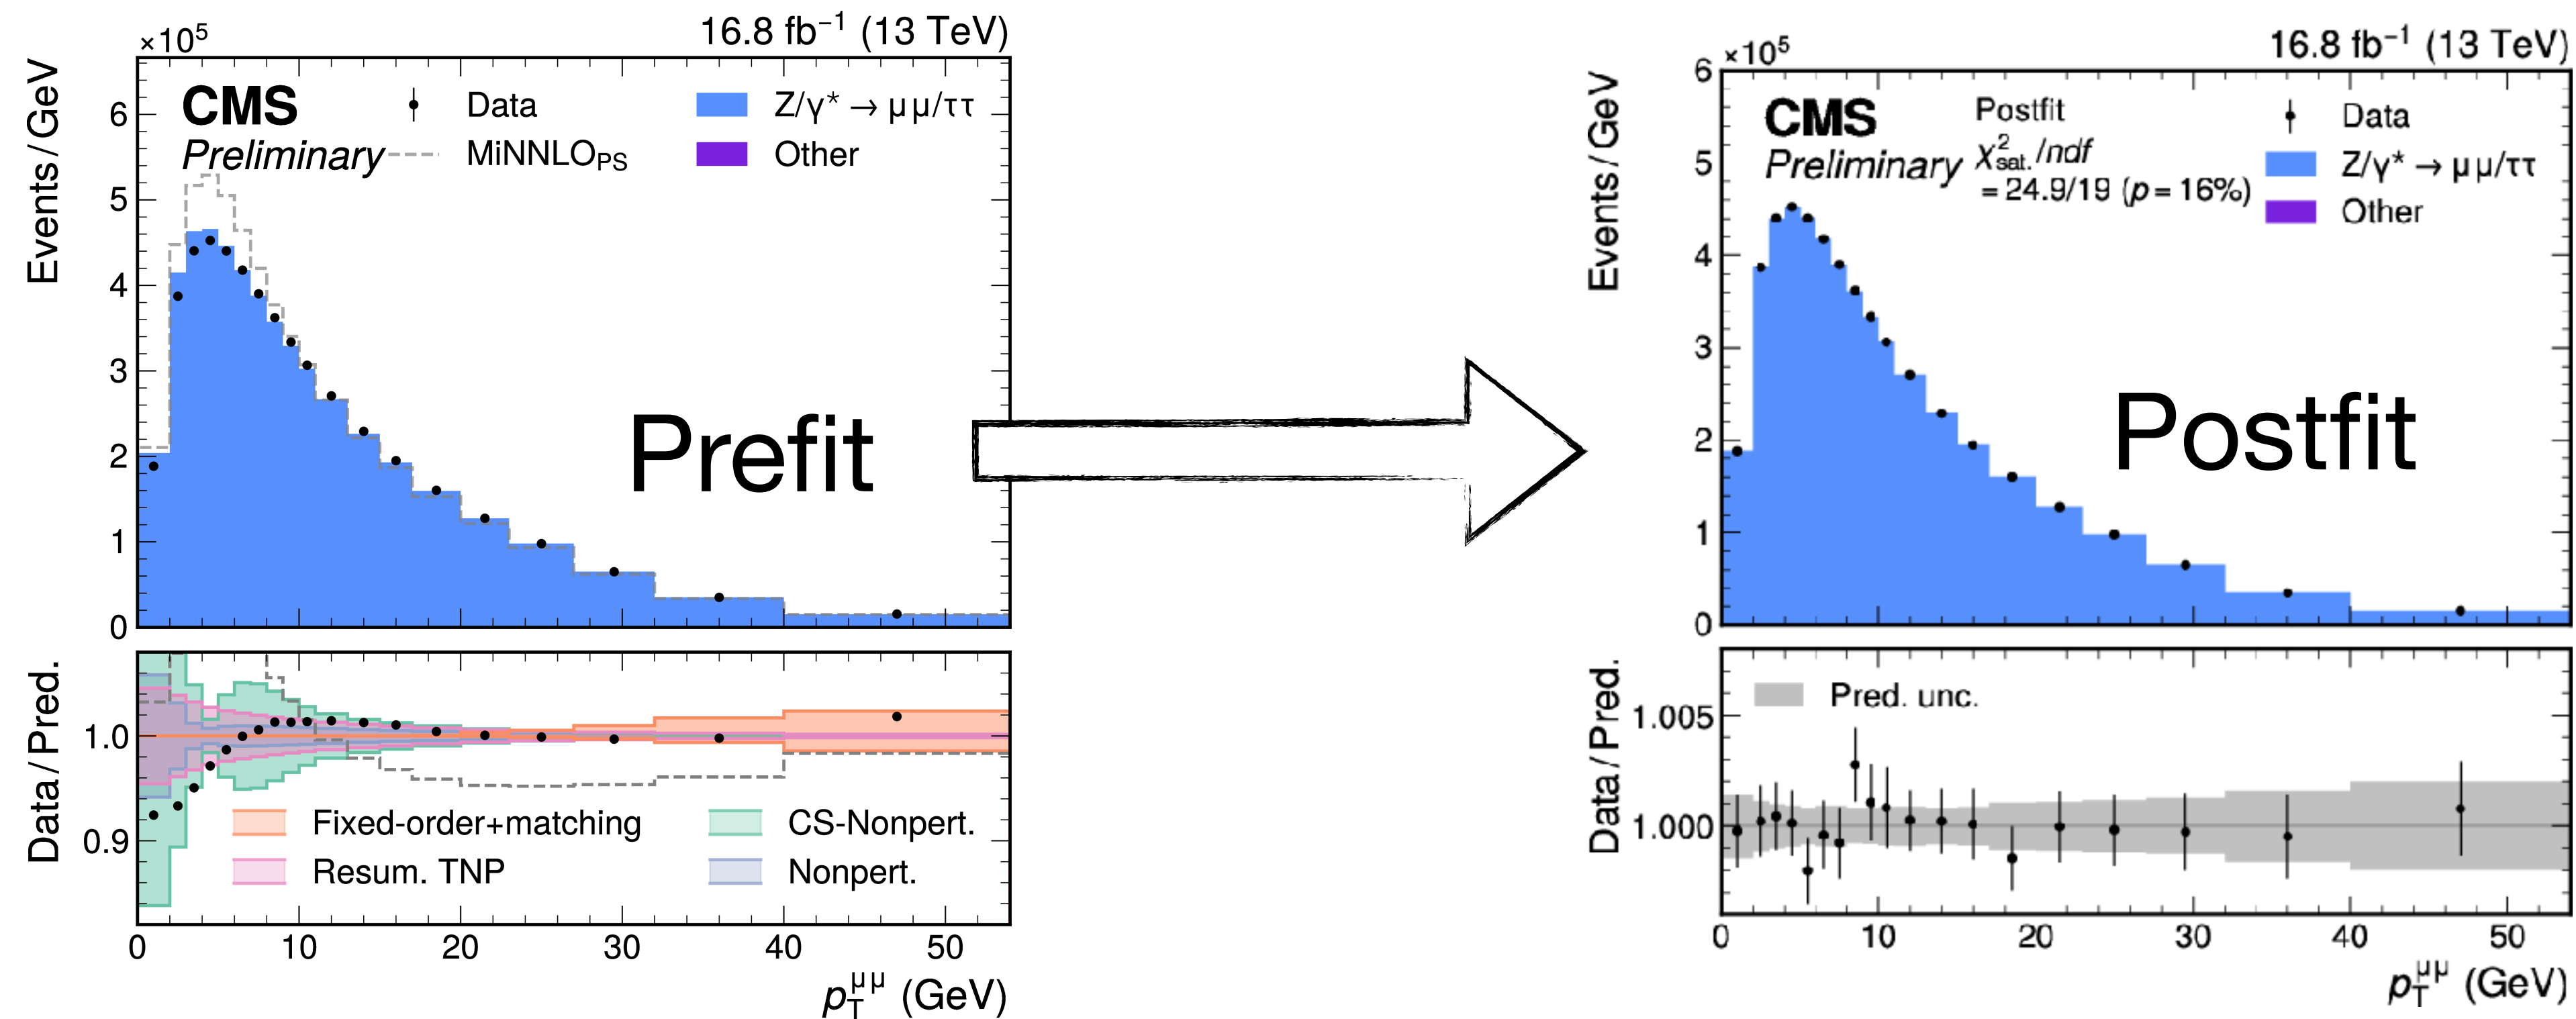 ×10⁵
16.8 fb⁻¹ (13 TeV)
Events/GeV
CMS
Preliminary
Data
MiNNLO_PS
Z/γ* → μμ/ττ
Other
6
5
4
3
2
1
0
Prefit
Data/Pred.
1.0
0.9
Fixed-order+matching
Resum. TNP
CS-Nonpert.
Nonpert.
0 10 20 30 40 50
p_T^μμ (GeV)
×10⁵
16.8 fb⁻¹ (13 TeV)
Events/GeV
CMS
Preliminary
Postfit
χ²_sat./ndf
= 24.9/19 (p = 16%)
Data
Z/γ* → μμ/ττ
Other
6
5
4
3
2
1
0
Postfit
Data/Pred.
Pred. unc.
1.005
1.000
0 10 20 30 40 50
p_T^μμ (GeV)